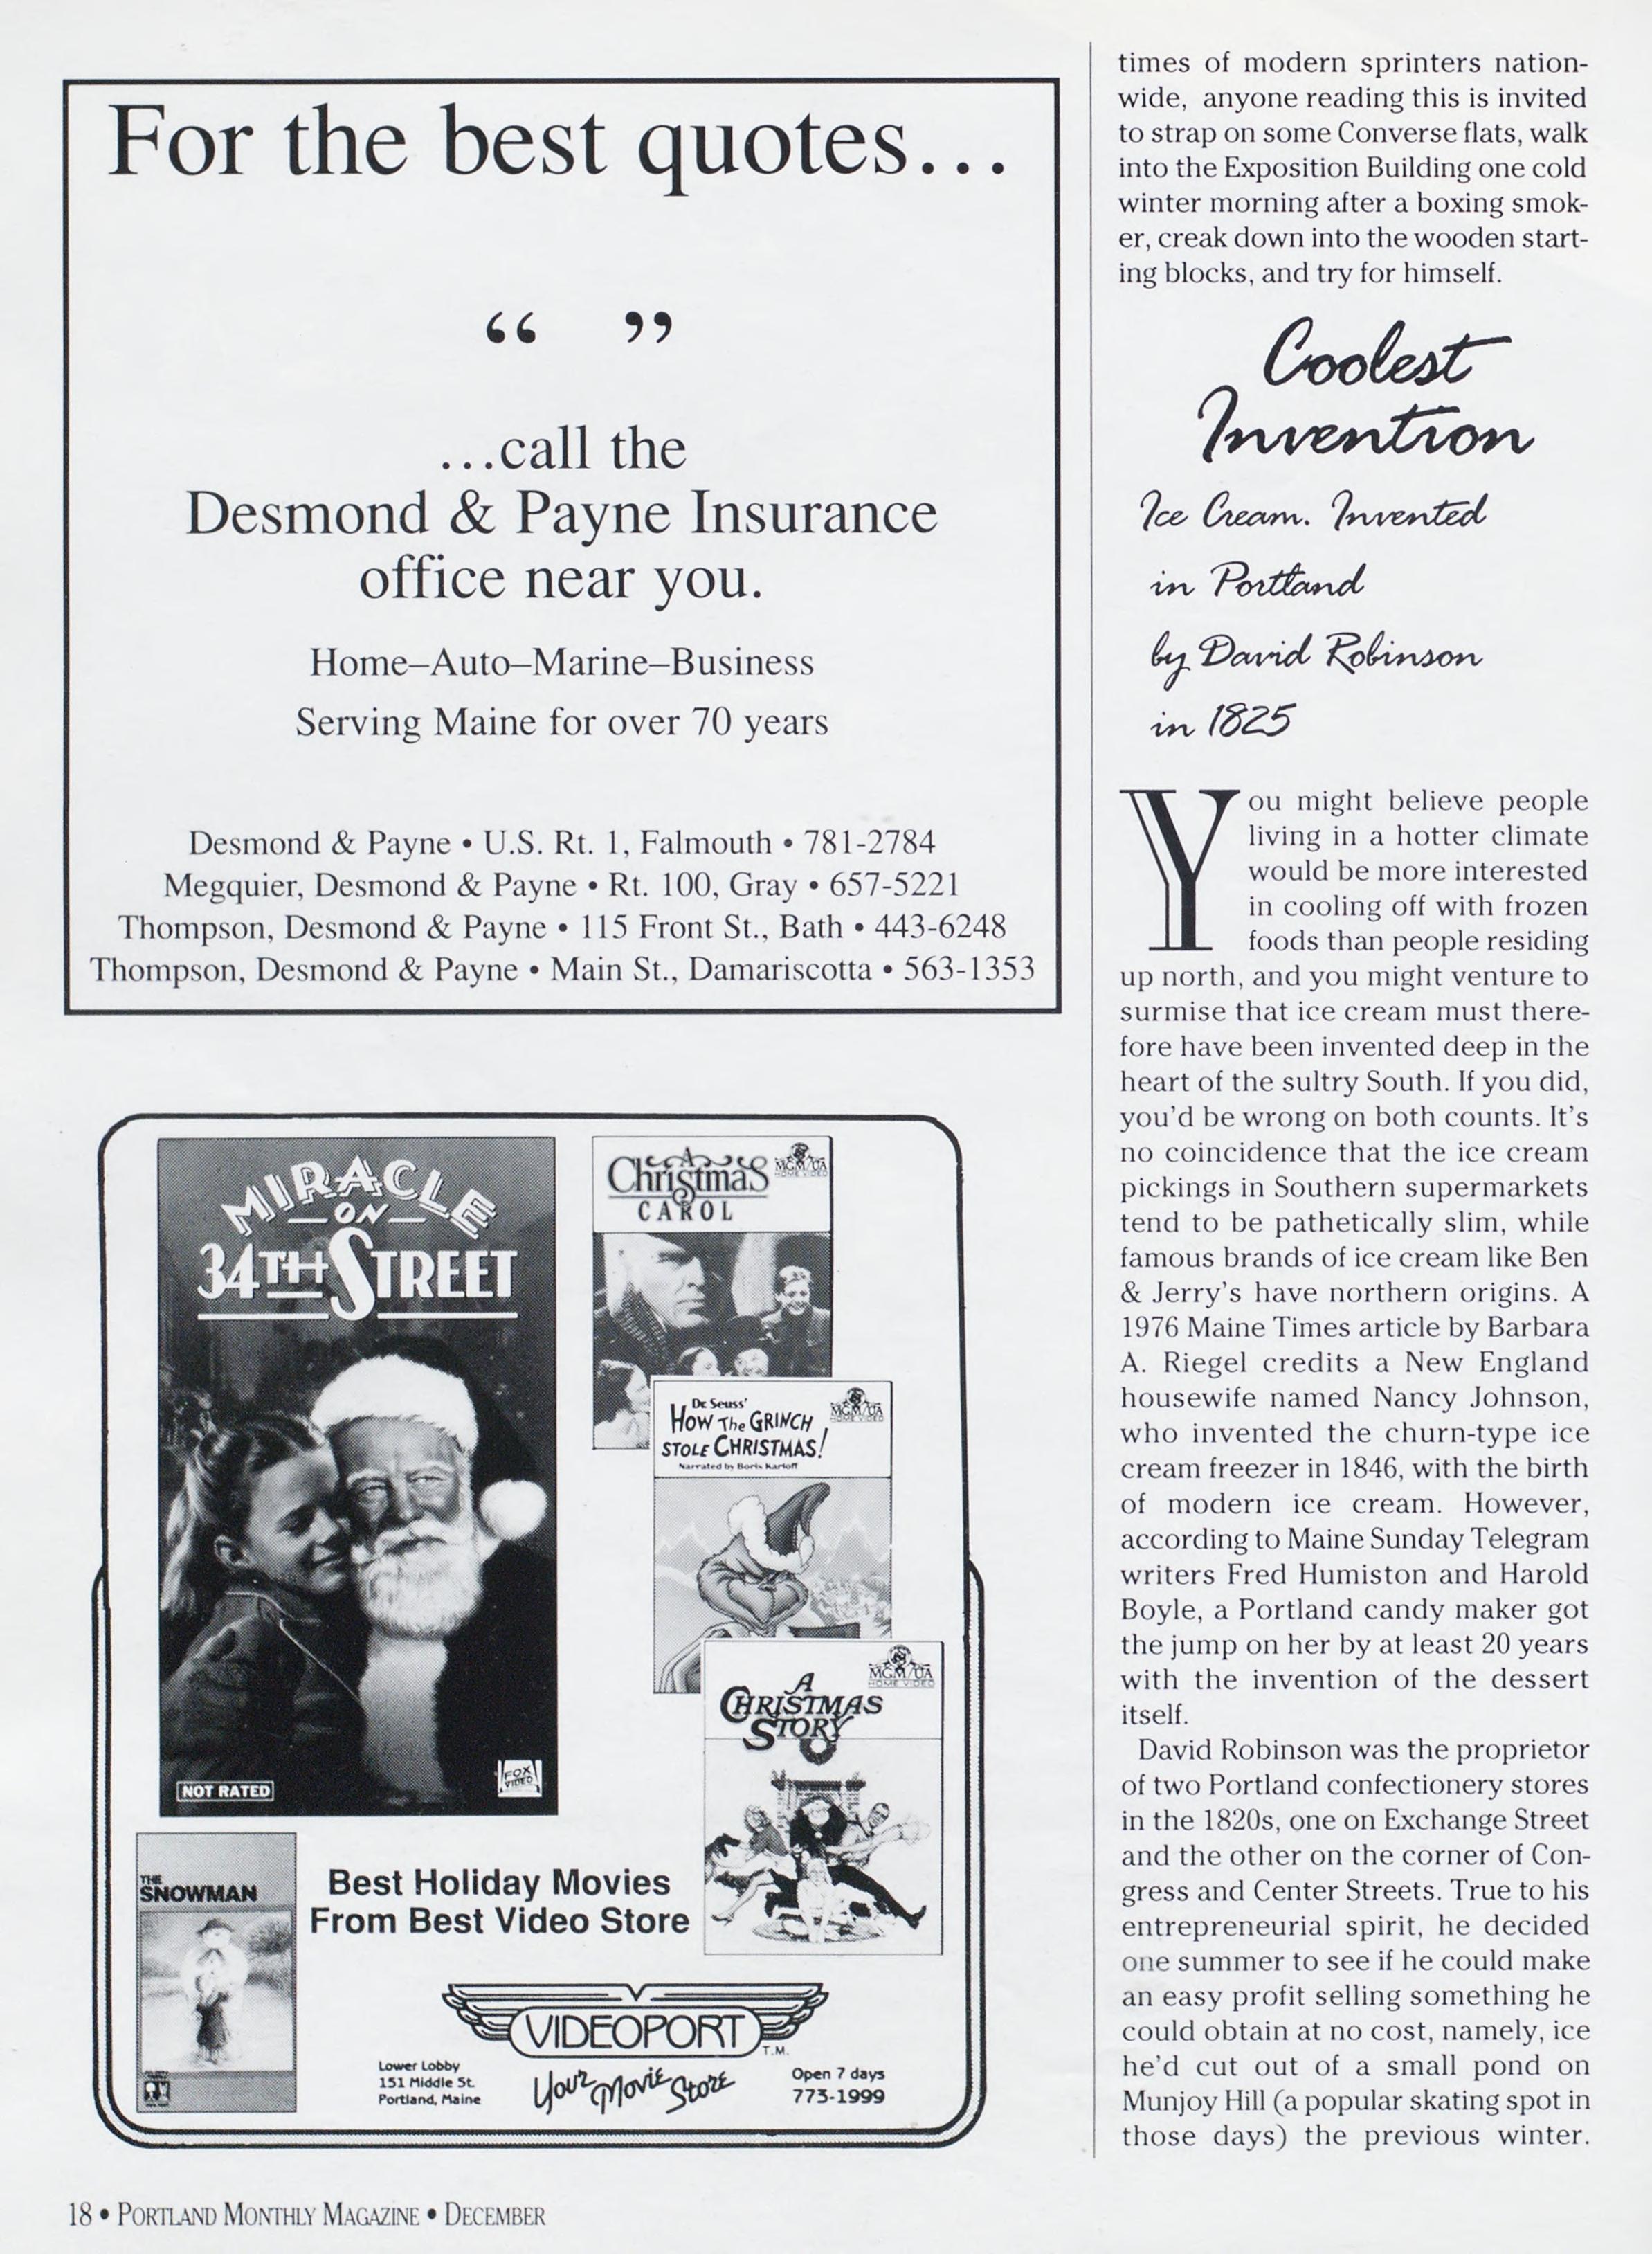 For the best quotes...
“ ”
...call the
Desmond & Payne Insurance
office near you.
Home–Auto–Marine–Business
Serving Maine for over 70 years
Desmond & Payne • U.S. Rt. 1, Falmouth • 781-2784
Megquier, Desmond & Payne • Rt. 100, Gray • 657-5221
Thompson, Desmond & Payne • 115 Front St., Bath • 443-6248
Thompson, Desmond & Payne • Main St., Damariscotta • 563-1353
MIRACLE
ON
34TH STREET
NOT RATED
FOX
VIDEO
A
Christmas
CAROL
MGM/UA
HOME VIDEO
Dr. Seuss'
HOW The GRINCH
STOLE CHRISTMAS!
Narrated by Boris Karloff
MGM/UA
HOME VIDEO
A
CHRISTMAS
STORY
MGM/UA
HOME VIDEO
THE
SNOWMAN
Best Holiday Movies
From Best Video Store
VIDEOPORT
T.M.
Lower Lobby
151 Middle St.
Portland, Maine
Your Movie Store
Open 7 days
773-1999
times of modern sprinters nation-
wide, anyone reading this is invited
to strap on some Converse flats, walk
into the Exposition Building one cold
winter morning after a boxing smok-
er, creak down into the wooden start-
ing blocks, and try for himself.
Coolest
Invention
Ice Cream. Invented
in Portland
by David Robinson
in 1825
You might believe people
living in a hotter climate
would be more interested
in cooling off with frozen
foods than people residing
up north, and you might venture to
surmise that ice cream must there-
fore have been invented deep in the
heart of the sultry South. If you did,
you'd be wrong on both counts. It's
no coincidence that the ice cream
pickings in Southern supermarkets
tend to be pathetically slim, while
famous brands of ice cream like Ben
& Jerry's have northern origins. A
1976 Maine Times article by Barbara
A. Riegel credits a New England
housewife named Nancy Johnson,
who invented the churn-type ice
cream freezer in 1846, with the birth
of modern ice cream. However,
according to Maine Sunday Telegram
writers Fred Humiston and Harold
Boyle, a Portland candy maker got
the jump on her by at least 20 years
with the invention of the dessert
itself.
David Robinson was the proprietor
of two Portland confectionery stores
in the 1820s, one on Exchange Street
and the other on the corner of Con-
gress and Center Streets. True to his
entrepreneurial spirit, he decided
one summer to see if he could make
an easy profit selling something he
could obtain at no cost, namely, ice
he'd cut out of a small pond on
Munjoy Hill (a popular skating spot in
those days) the previous winter.
18 • PORTLAND MONTHLY MAGAZINE • DECEMBER